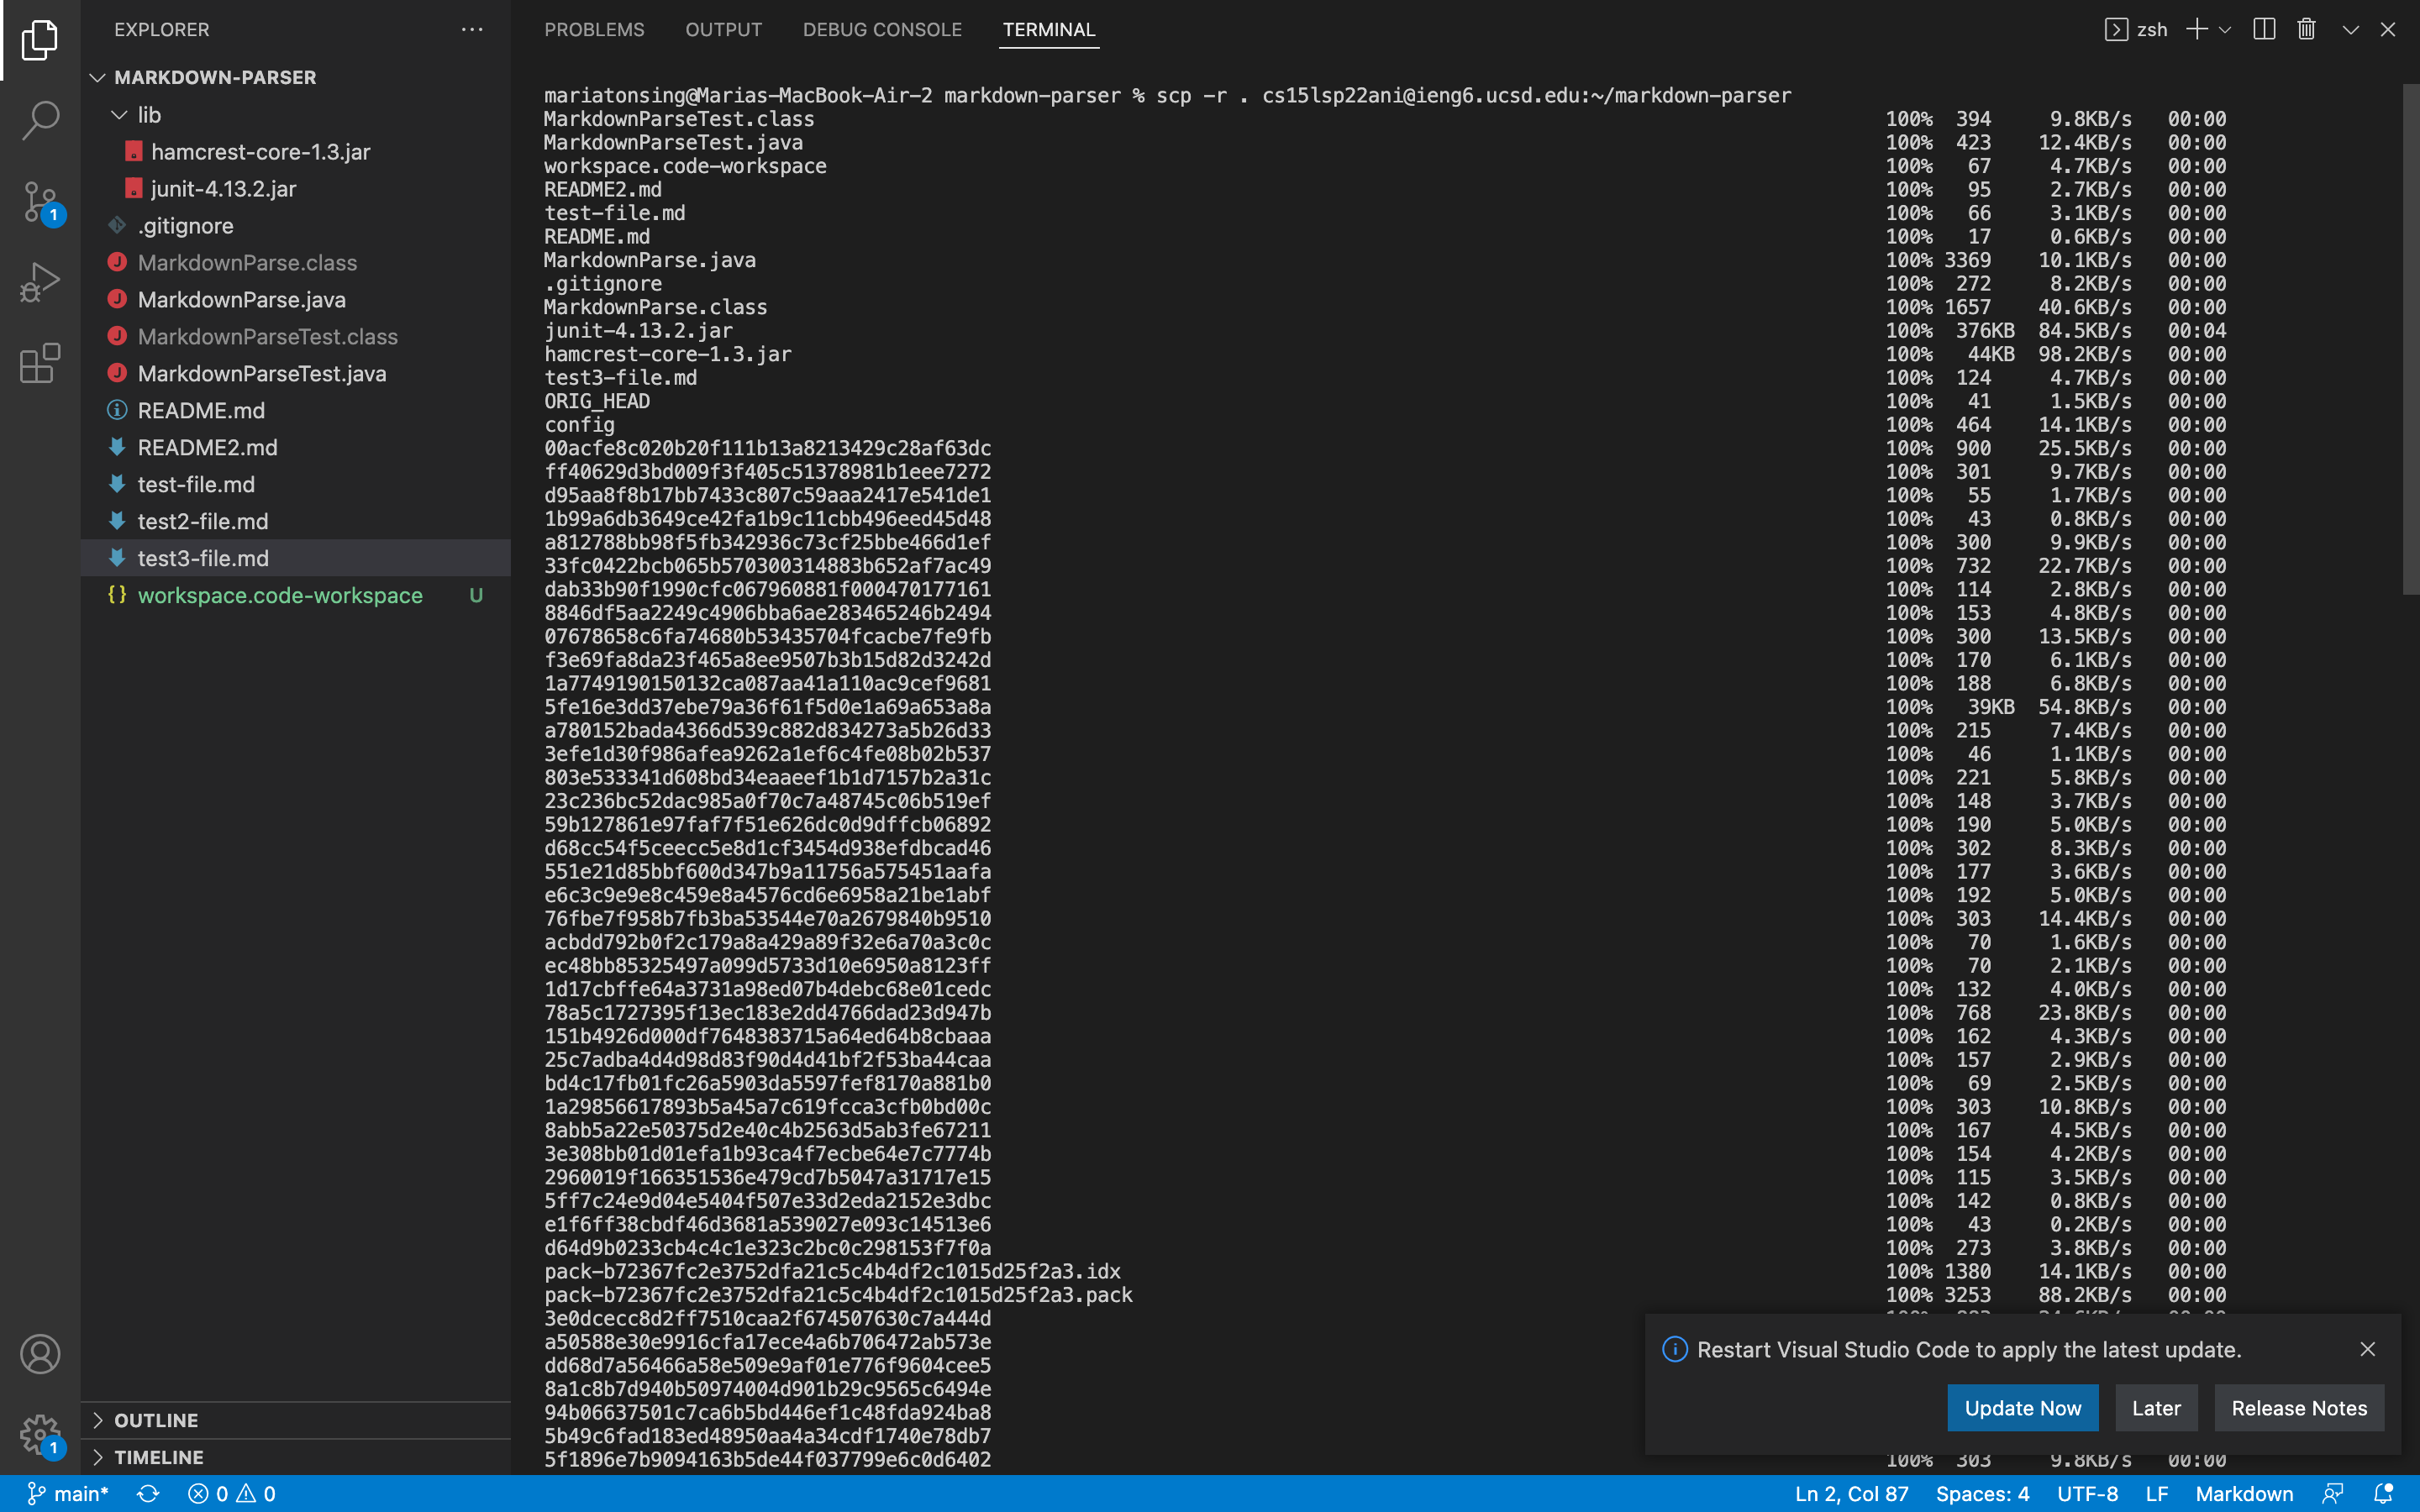 EXPLORER
MARKDOWN-PARSER
lib
hamcrest-core-1.3.jar
junit-4.13.2.jar
.gitignore
MarkdownParse.class
MarkdownParse.java
MarkdownParseTest.class
MarkdownParseTest.java
README.md
README2.md
test-file.md
test2-file.md
test3-file.md
{} workspace.code-workspace U
OUTLINE
TIMELINE
1
1
PROBLEMS OUTPUT DEBUG CONSOLE TERMINAL
zsh
mariatonsing@Marias-MacBook-Air-2 markdown-parser % scp -r . cs15lsp22ani@ieng6.ucsd.edu:~/markdown-parser
MarkdownParseTest.class 100% 394 9.8KB/s 00:00
MarkdownParseTest.java 100% 423 12.4KB/s 00:00
workspace.code-workspace 100% 67 4.7KB/s 00:00
README2.md 100% 95 2.7KB/s 00:00
test-file.md 100% 66 3.1KB/s 00:00
README.md 100% 17 0.6KB/s 00:00
MarkdownParse.java 100% 3369 10.1KB/s 00:00
.gitignore 100% 272 8.2KB/s 00:00
MarkdownParse.class 100% 1657 40.6KB/s 00:00
junit-4.13.2.jar 100% 376KB 84.5KB/s 00:04
hamcrest-core-1.3.jar 100% 44KB 98.2KB/s 00:00
test3-file.md 100% 124 4.7KB/s 00:00
ORIG_HEAD 100% 41 1.5KB/s 00:00
config 100% 464 14.1KB/s 00:00
00acfe8c020b20f111b13a8213429c28af63dc 100% 900 25.5KB/s 00:00
ff40629d3bd009f3f405c51378981b1eee7272 100% 301 9.7KB/s 00:00
d95aa8f8b17bb7433c807c59aaa2417e541de1 100% 55 1.7KB/s 00:00
1b99a6db3649ce42fa1b9c11cbb496eed45d48 100% 43 0.8KB/s 00:00
a812788bb98f5fb342936c73cf25bbe466d1ef 100% 300 9.9KB/s 00:00
33fc0422bcb065b570300314883b652af7ac49 100% 732 22.7KB/s 00:00
dab33b90f1990cfc067960881f000470177161 100% 114 2.8KB/s 00:00
8846df5aa2249c4906bba6ae283465246b2494 100% 153 4.8KB/s 00:00
07678658c6fa74680b53435704fcacbe7fe9fb 100% 300 13.5KB/s 00:00
f3e69fa8da23f465a8ee9507b3b15d82d3242d 100% 170 6.1KB/s 00:00
1a7749190150132ca087aa41a110ac9cef9681 100% 188 6.8KB/s 00:00
5fe16e3dd37ebe79a36f61f5d0e1a69a653a8a 100% 39KB 54.8KB/s 00:00
a780152bada4366d539c882d834273a5b26d33 100% 215 7.4KB/s 00:00
3efe1d30f986afea9262a1ef6c4fe08b02b537 100% 46 1.1KB/s 00:00
803e533341d608bd34eaaeef1b1d7157b2a31c 100% 221 5.8KB/s 00:00
23c236bc52dac985a0f70c7a48745c06b519ef 100% 148 3.7KB/s 00:00
59b127861e97faf7f51e626dc0d9dffcb06892 100% 190 5.0KB/s 00:00
d68cc54f5ceecc5e8d1cf3454d938efdbcad46 100% 302 8.3KB/s 00:00
551e21d85bbf600d347b9a11756a575451aafa 100% 177 3.6KB/s 00:00
e6c3c9e9e8c459e8a4576cd6e6958a21be1abf 100% 192 5.0KB/s 00:00
76fbe7f958b7fb3ba53544e70a2679840b9510 100% 303 14.4KB/s 00:00
acbdd792b0f2c179a8a429a89f32e6a70a3c0c 100% 70 1.6KB/s 00:00
ec48bb85325497a099d5733d10e6950a8123ff 100% 70 2.1KB/s 00:00
1d17cbffe64a3731a98ed07b4debc68e01cedc 100% 132 4.0KB/s 00:00
78a5c1727395f13ec183e2dd4766dad23d947b 100% 768 23.8KB/s 00:00
151b4926d000df7648383715a64ed64b8cbaaa 100% 162 4.3KB/s 00:00
25c7adba4d4d98d83f90d4d41bf2f53ba44caa 100% 157 2.9KB/s 00:00
bd4c17fb01fc26a5903da5597fef8170a881b0 100% 69 2.5KB/s 00:00
1a29856617893b5a45a7c619fcca3cfb0bd00c 100% 303 10.8KB/s 00:00
8abb5a22e50375d2e40c4b2563d5ab3fe67211 100% 167 4.5KB/s 00:00
3e308bb01d01efa1b93ca4f7ecbe64e7c7774b 100% 154 4.2KB/s 00:00
2960019f166351536e479cd7b5047a31717e15 100% 115 3.5KB/s 00:00
5ff7c24e9d04e5404f507e33d2eda2152e3dbc 100% 142 0.8KB/s 00:00
e1f6ff38cbdf46d3681a539027e093c14513e6 100% 43 0.2KB/s 00:00
d64d9b0233cb4c4c1e323c2bc0c298153f7f0a 100% 273 3.8KB/s 00:00
pack-b72367fc2e3752dfa21c5c4b4df2c1015d25f2a3.idx 100% 1380 14.1KB/s 00:00
pack-b72367fc2e3752dfa21c5c4b4df2c1015d25f2a3.pack 100% 3253 88.2KB/s 00:00
3e0dcecc8d2ff7510caa2f674507630c7a444d
a50588e30e9916cfa17ece4a6b706472ab573e
dd68d7a56466a58e509e9af01e776f9604cee5
8a1c8b7d940b50974004d901b29c9565c6494e
94b06637501c7ca6b5bd446ef1c48fda924ba8
5b49c6fad183ed48950aa4a34cdf1740e78db7
5f1896e7b9094163b5de44f037799e6c0d6402 100% 303 9.8KB/s 00:00
Restart Visual Studio Code to apply the latest update.
Update Now Later Release Notes
main* 0 0 Ln 2, Col 87 Spaces: 4 UTF-8 LF Markdown